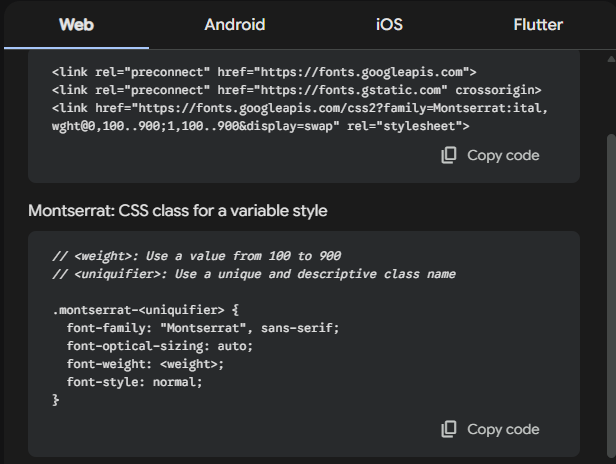 Web Android iOS Flutter
<link rel="preconnect" href="https://fonts.googleapis.com">
<link rel="preconnect" href="https://fonts.gstatic.com" crossorigin>
<link href="https://fonts.googleapis.com/css2?family=Montserrat:ital,
wght@0,100..900;1,100..900&display=swap" rel="stylesheet">
Copy code
Montserrat: CSS class for a variable style
// <weight>: Use a value from 100 to 900
// <uniquifier>: Use a unique and descriptive class name
.montserrat-<uniquifier> {
font-family: "Montserrat", sans-serif;
font-optical-sizing: auto;
font-weight: <weight>;
font-style: normal;
}
Copy code